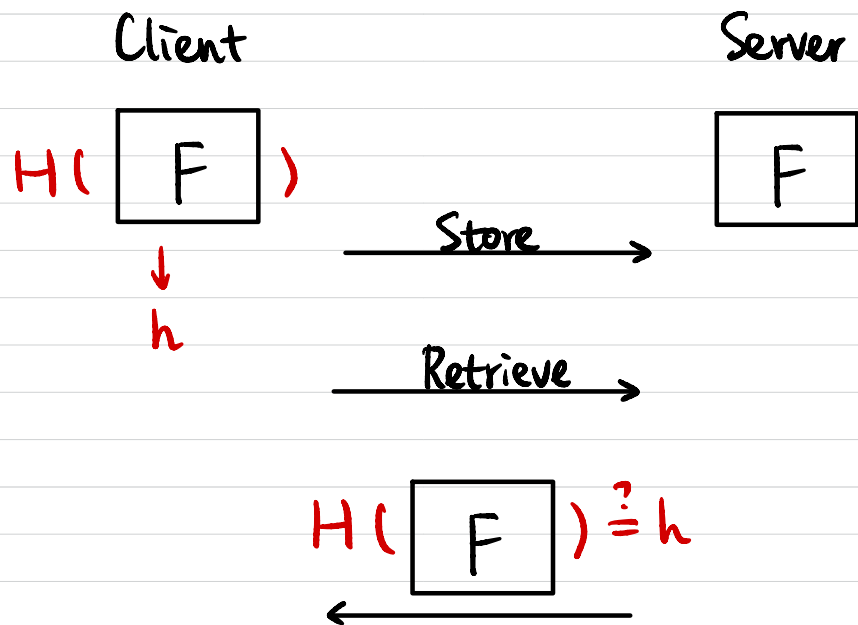 Client Server
H( F ) F
Store
h
Retrieve
H( F ) ≟ h